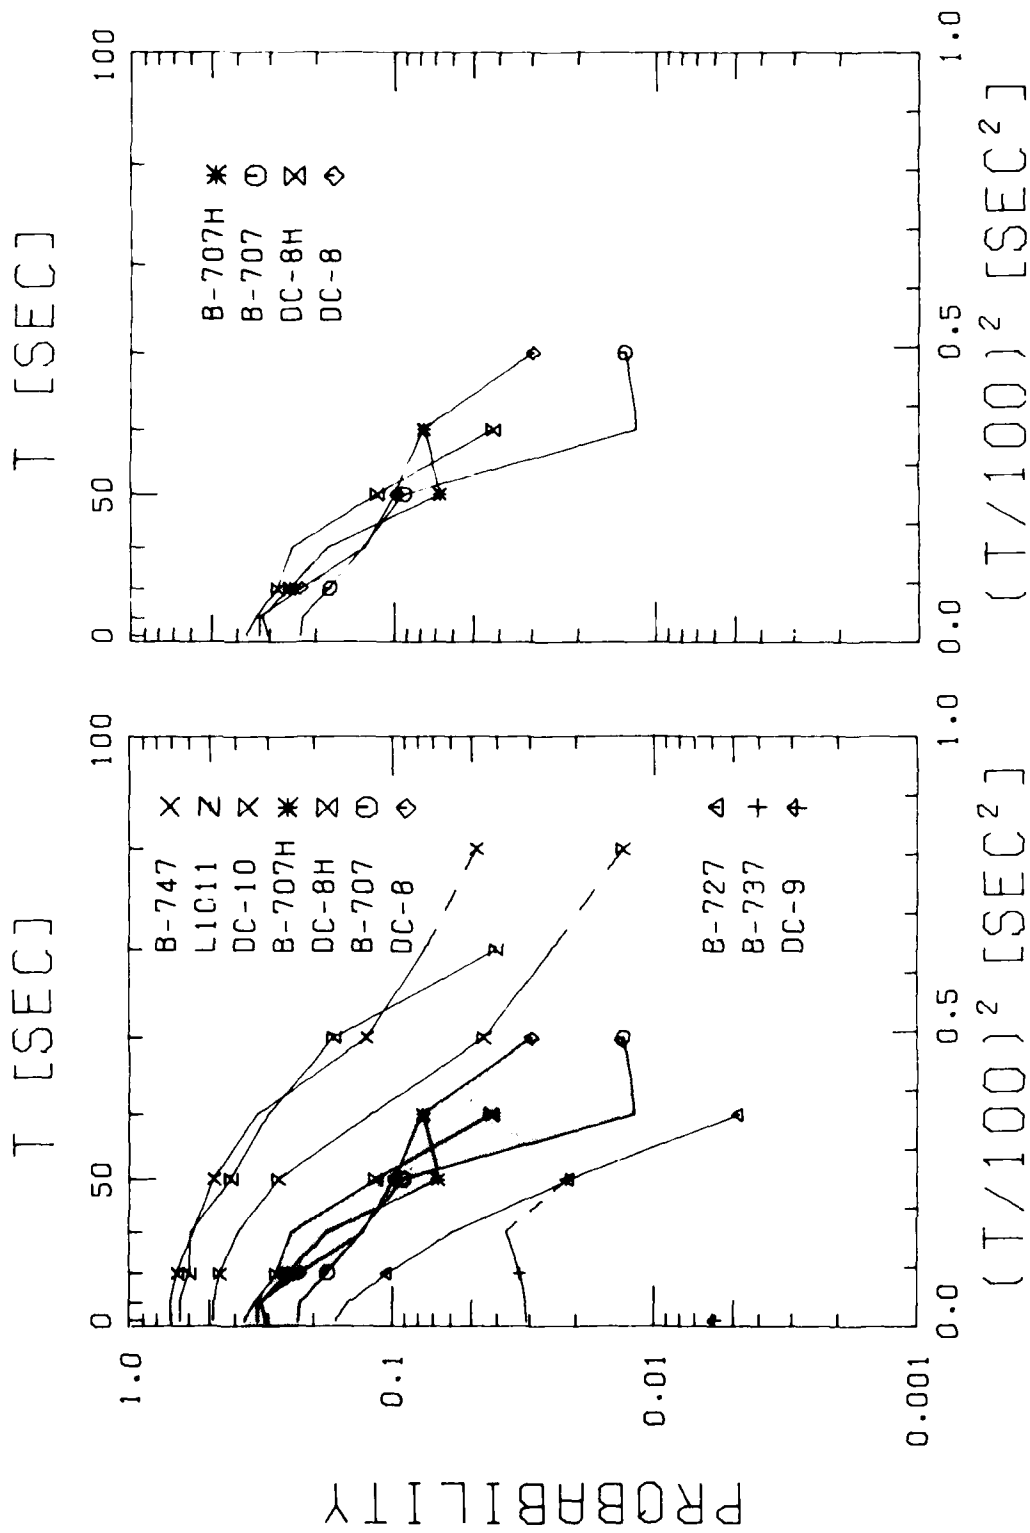 T [SEC]
0 50 100
PROBABILITY
1.0
0.1
0.01
0.001
B-747
L1011
DC-10
B-707H
DC-8H
B-707
DC-8
B-727
B-737
DC-9
0.0 0.5 1.0
(T/100)² [SEC²]
T [SEC]
0 50 100
B-707H
B-707
DC-8H
DC-8
0.0 0.5 1.0
(T/100)² [SEC²]